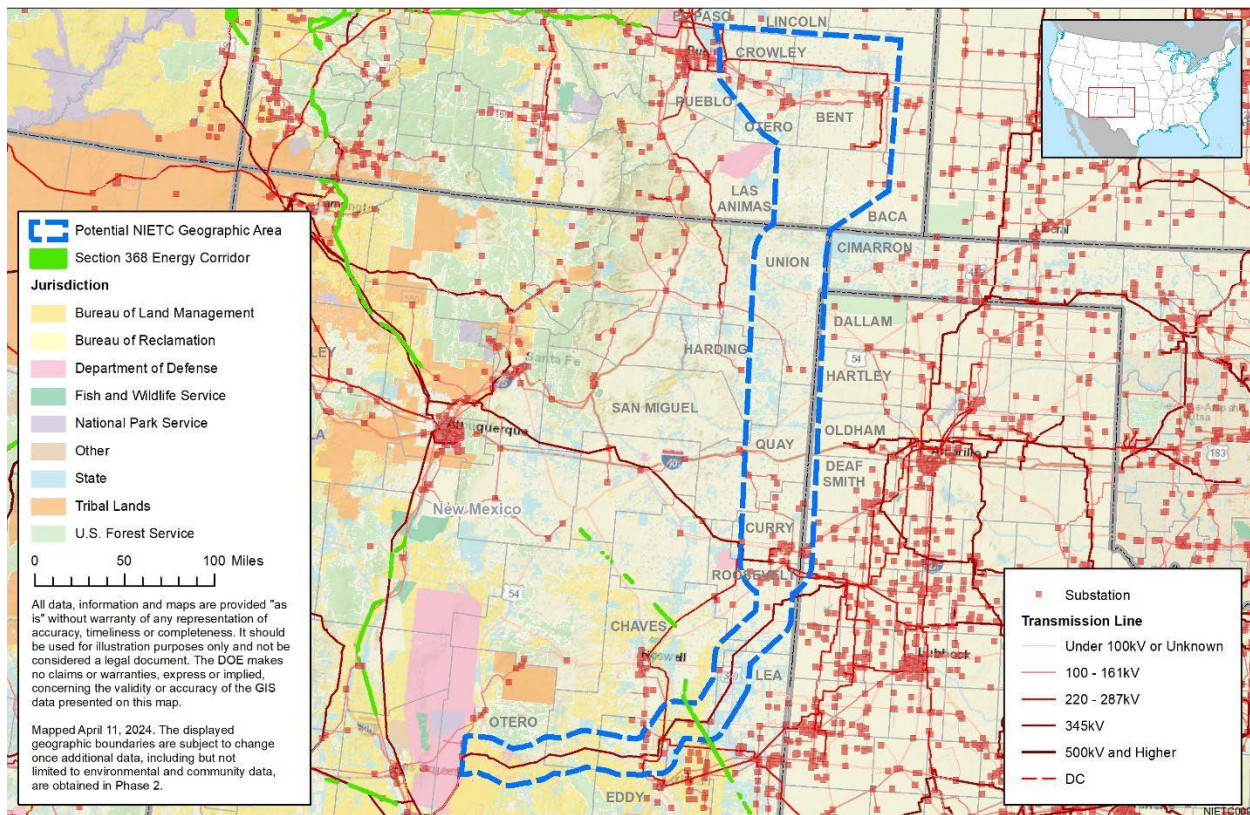 EL PASO
LINCOLN
CROWLEY
PUEBLO
BENT
OTERO
LAS
ANIMAS
BACA
CIMARRON
UNION
DALLAM
HARDING
54
HARTLEY
Santa Fe
SAN MIGUEL
OLDHAM
QUAY
Amarillo
183
DEAF
SMITH
Albuquerque
New Mexico
CURRY
ROOSEVELT
54
CHAVES
Roswell
Lubbock
LEA
OTERO
EDDY
Potential NIETC Geographic Area
Section 368 Energy Corridor
Jurisdiction
Bureau of Land Management
Bureau of Reclamation
Department of Defense
Fish and Wildlife Service
National Park Service
Other
State
Tribal Lands
U.S. Forest Service
0 50 100 Miles
All data, information and maps are provided "as
is" without warranty of any representation of
accuracy, timeliness or completeness. It should
be used for illustration purposes only and not be
considered a legal document. The DOE makes
no claims or warranties, express or implied,
concerning the validity or accuracy of the GIS
data presented on this map.
Mapped April 11, 2024. The displayed
geographic boundaries are subject to change
once additional data, including but not
limited to environmental and community data,
are obtained in Phase 2.
Substation
Transmission Line
Under 100kV or Unknown
100 - 161kV
220 - 287kV
345kV
500kV and Higher
DC